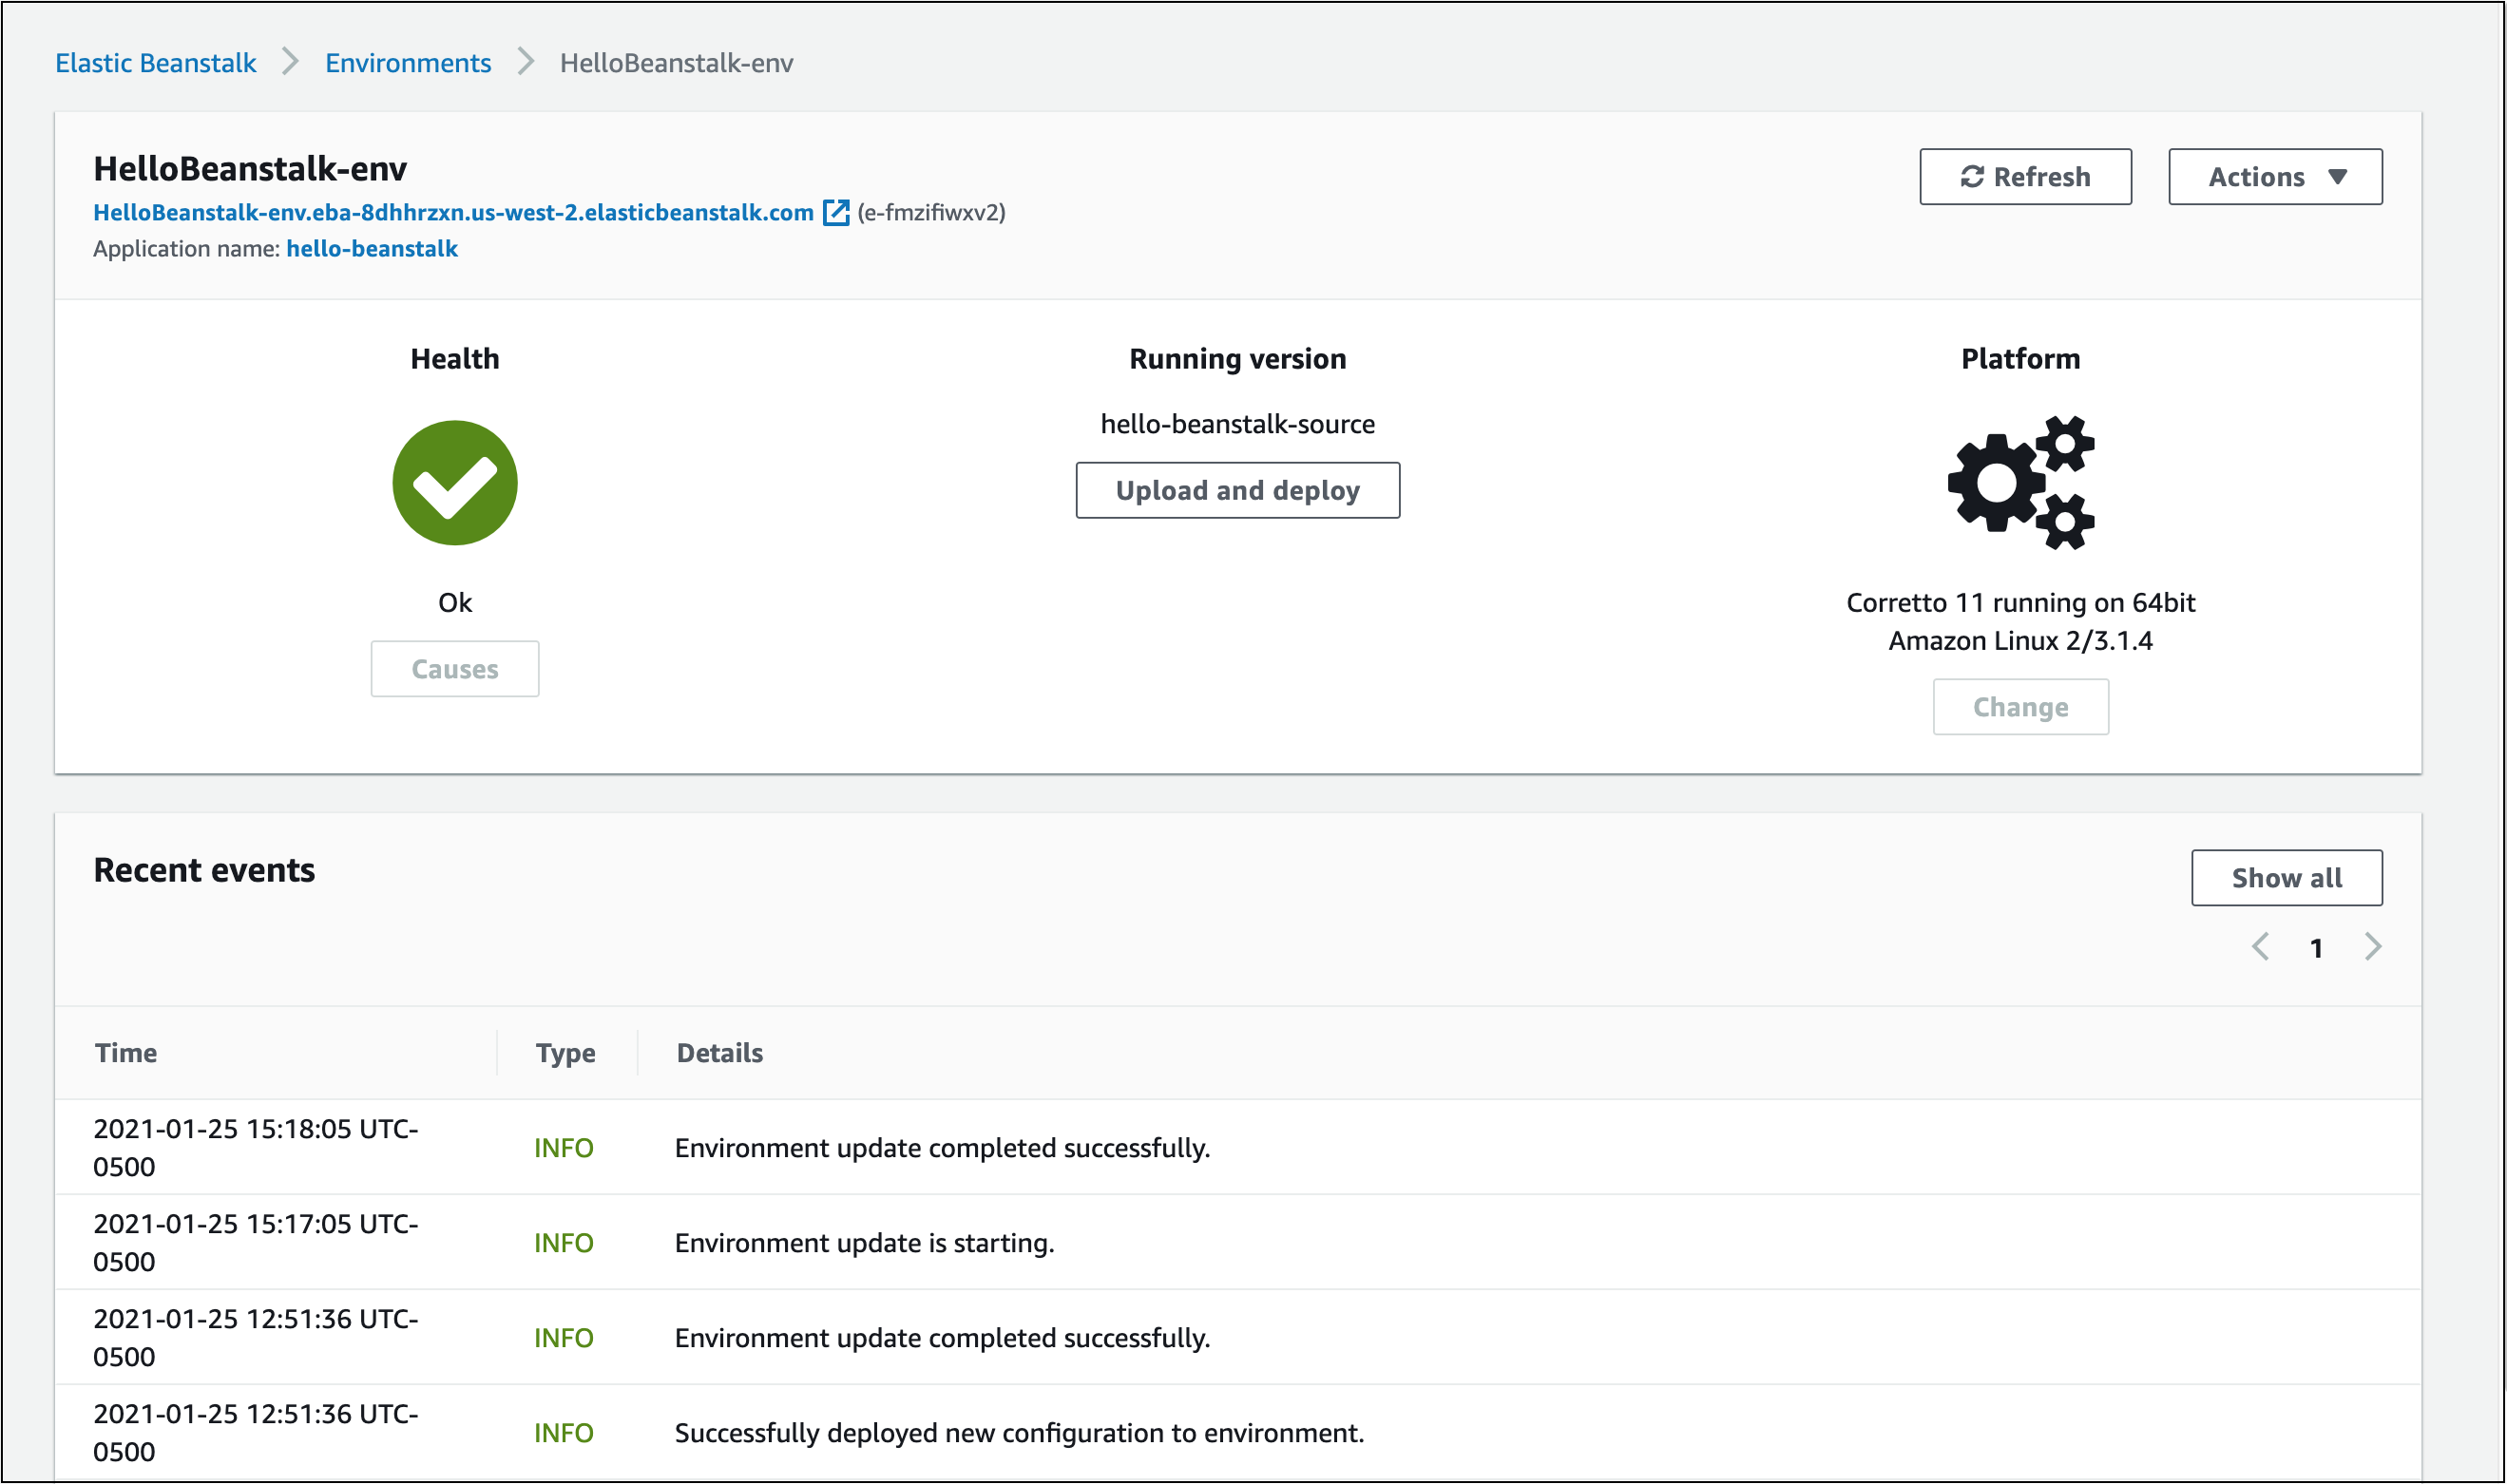 Elastic Beanstalk > Environments > HelloBeanstalk-env
HelloBeanstalk-env
Refresh
Actions
HelloBeanstalk-env.eba-8dhhrzxn.us-west-2.elasticbeanstalk.com (e-fmzifiwxv2)
Application name: hello-beanstalk
Health
Ok
Causes
Running version
hello-beanstalk-source
Upload and deploy
Platform
Corretto 11 running on 64bit
Amazon Linux 2/3.1.4
Change
Recent events
Show all
1
Time Type Details
2021-01-25 15:18:05 UTC-
0500
INFO
Environment update completed successfully.
2021-01-25 15:17:05 UTC-
0500
INFO
Environment update is starting.
2021-01-25 12:51:36 UTC-
0500
INFO
Environment update completed successfully.
2021-01-25 12:51:36 UTC-
0500
INFO
Successfully deployed new configuration to environment.